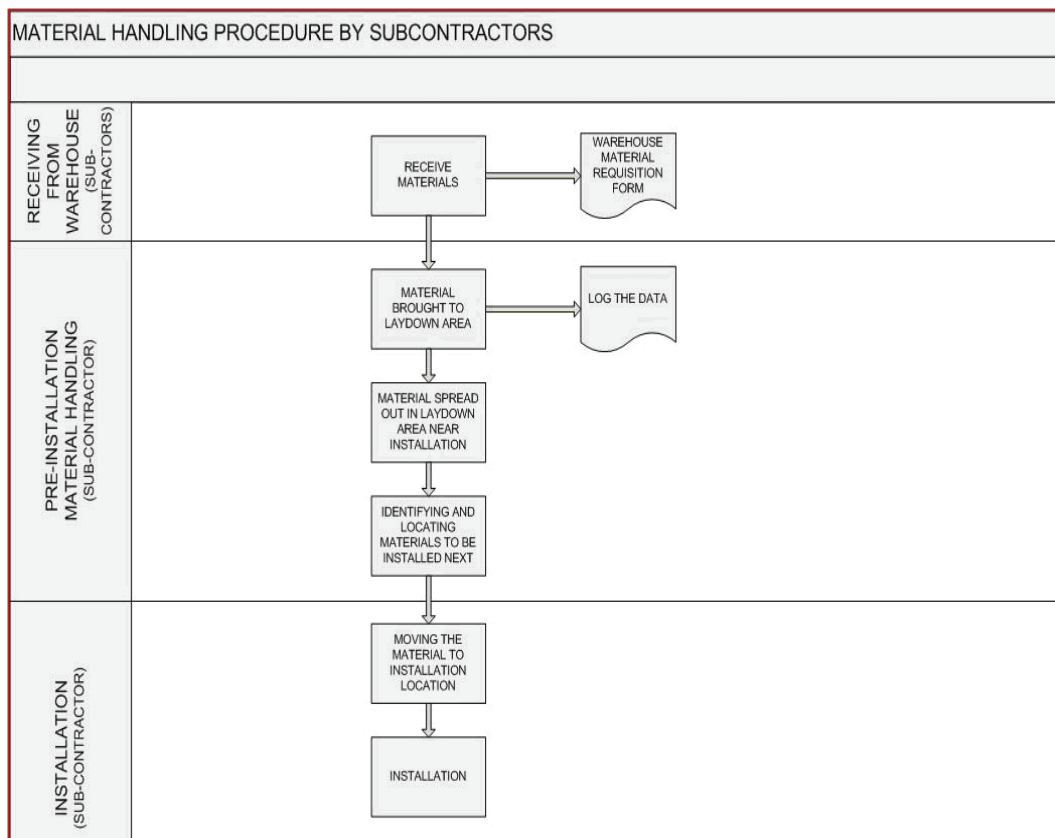 MATERIAL HANDLING PROCEDURE BY SUBCONTRACTORS
RECEIVING
FROM
WAREHOUSE
(SUB-
CONTRACTORS)
RECEIVE
MATERIALS
WAREHOUSE
MATERIAL
REQUISITION
FORM
PRE-INSTALLATION
MATERIAL HANDLING
(SUB-CONTRACTOR)
MATERIAL
BROUGHT TO
LAYDOWN AREA
LOG THE DATA
MATERIAL SPREAD
OUT IN LAYDOWN
AREA NEAR
INSTALLATION
IDENTIFYING AND
LOCATING
MATERIALS TO BE
INSTALLED NEXT
INSTALLATION
(SUB-CONTRACTOR)
MOVING THE
MATERIAL TO
INSTALLATION
LOCATION
INSTALLATION